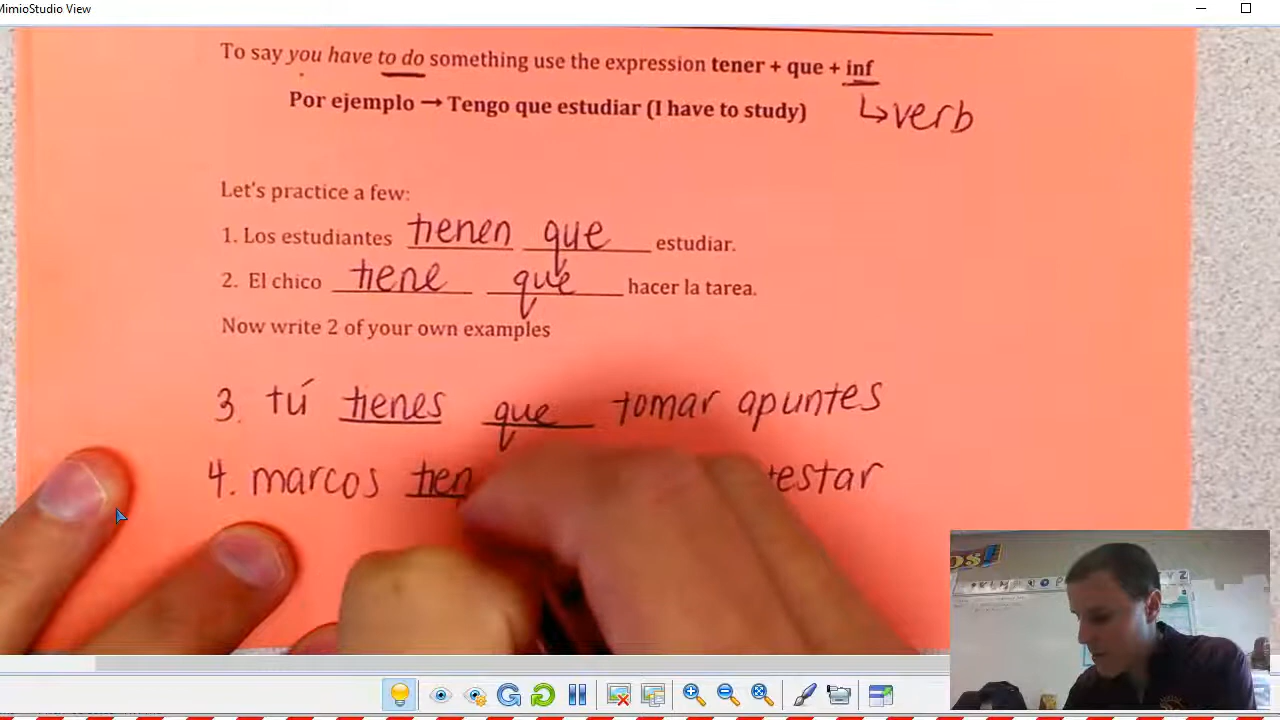 MimioStudio View
To say you have to do something use the expression tener + que + inf
Por ejemplo → Tengo que estudiar (I have to study) ↳verb
Let's practice a few:
1. Los estudiantes tienen que estudiar.
2. El chico tiene que hacer la tarea.
Now write 2 of your own examples
3. tú tienes que tomar apuntes
4. marcos tien testar